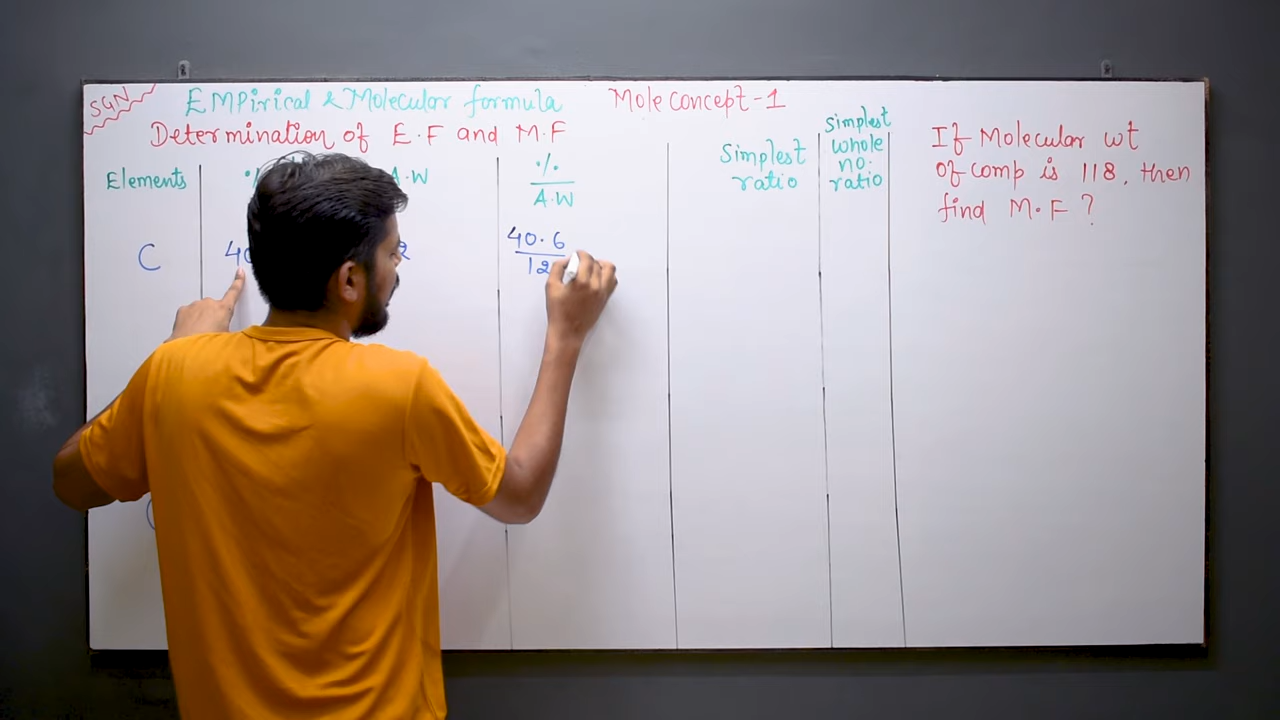 SGN
EMPirical & Molecular formula
Mole concept-1
Determination of E.F and M.F
Elements
A.W
%
A.W
Simplest
ratio
Simplest
whole
no.
ratio
If Molecular wt
of comp is 118, then
find M.F ?
C
40.6
12